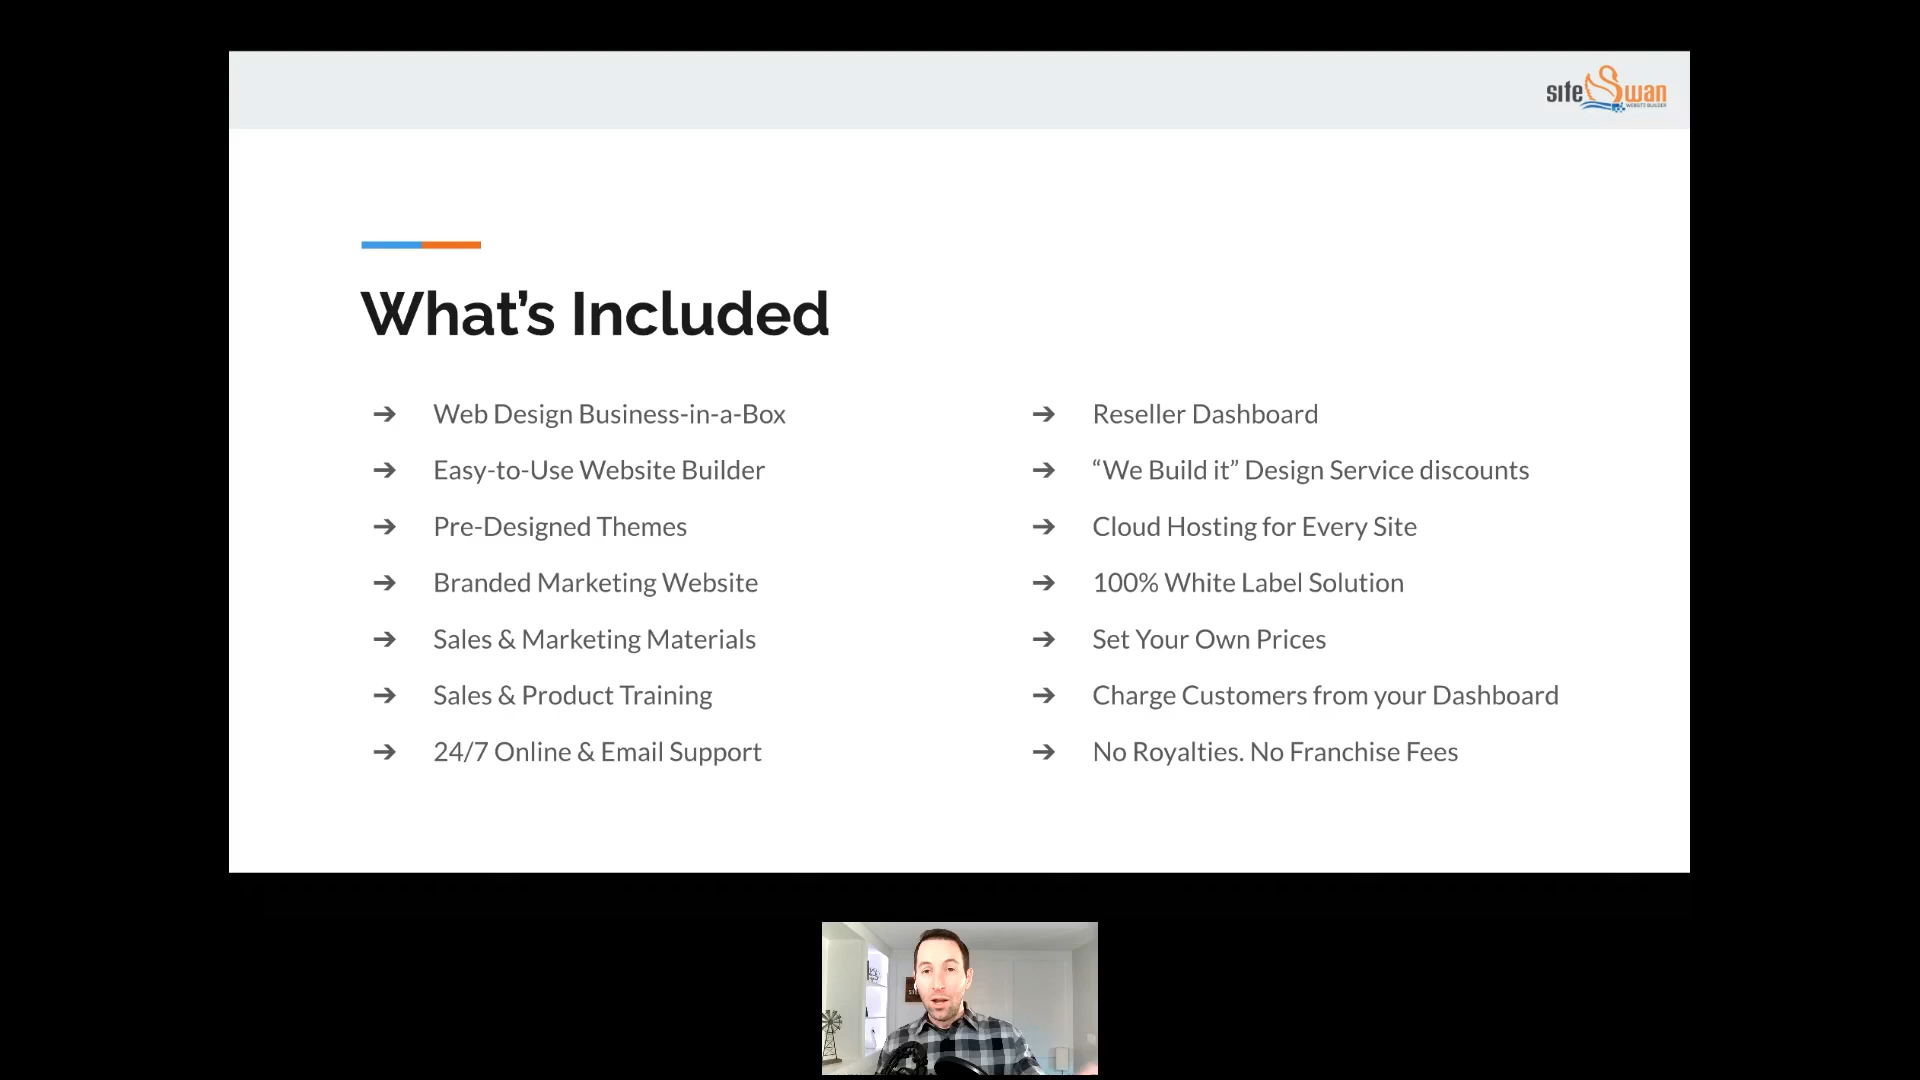 siteSwan
WEBSITE BUILDER
What’s Included
➔ Web Design Business-in-a-Box
➔ Easy-to-Use Website Builder
➔ Pre-Designed Themes
➔ Branded Marketing Website
➔ Sales & Marketing Materials
➔ Sales & Product Training
➔ 24/7 Online & Email Support
➔ Reseller Dashboard
➔ “We Build it” Design Service discounts
➔ Cloud Hosting for Every Site
➔ 100% White Label Solution
➔ Set Your Own Prices
➔ Charge Customers from your Dashboard
➔ No Royalties. No Franchise Fees